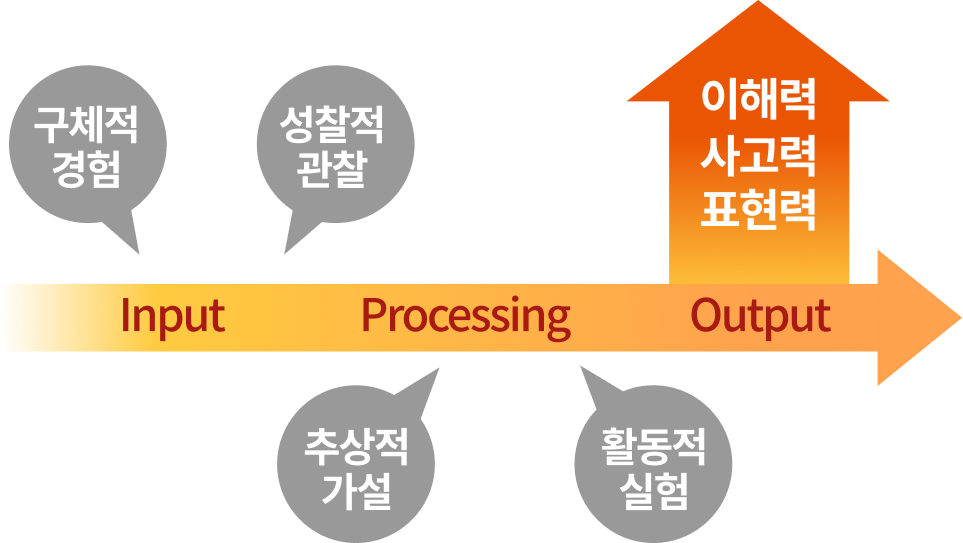 구체적
경험
성찰적
관찰
이해력
사고력
표현력
Input
Processing
Output
추상적
가설
활동적
실험